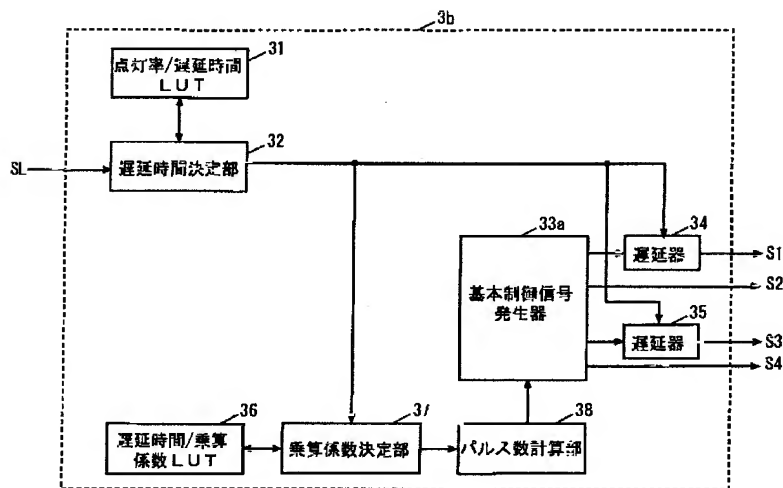 3b
31
点灯率/遅延時間
LUT
32
SL
遅延時間決定部
33a
34
遅延器
S1
基本制御信号
発生器
S2
35
遅延器
S3
S4
36
37
38
遅延時間/乗算
係数LUT
乗算係数決定部
パルス数計算部